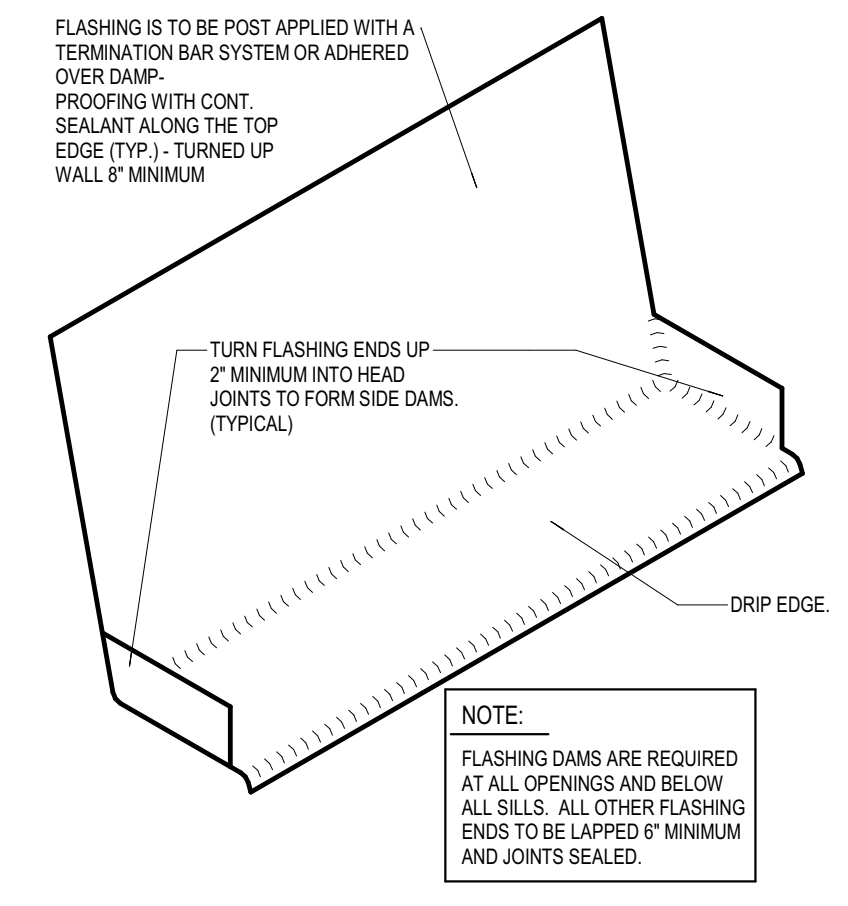 FLASHING IS TO BE POST APPLIED WITH A
TERMINATION BAR SYSTEM OR ADHERED
OVER DAMP-
PROOFING WITH CONT.
SEALANT ALONG THE TOP
EDGE (TYP.) - TURNED UP
WALL 8" MINIMUM
TURN FLASHING ENDS UP
2" MINIMUM INTO HEAD
JOINTS TO FORM SIDE DAMS.
(TYPICAL)
DRIP EDGE.
NOTE:
FLASHING DAMS ARE REQUIRED
AT ALL OPENINGS AND BELOW
ALL SILLS. ALL OTHER FLASHING
ENDS TO BE LAPPED 6" MINIMUM
AND JOINTS SEALED.